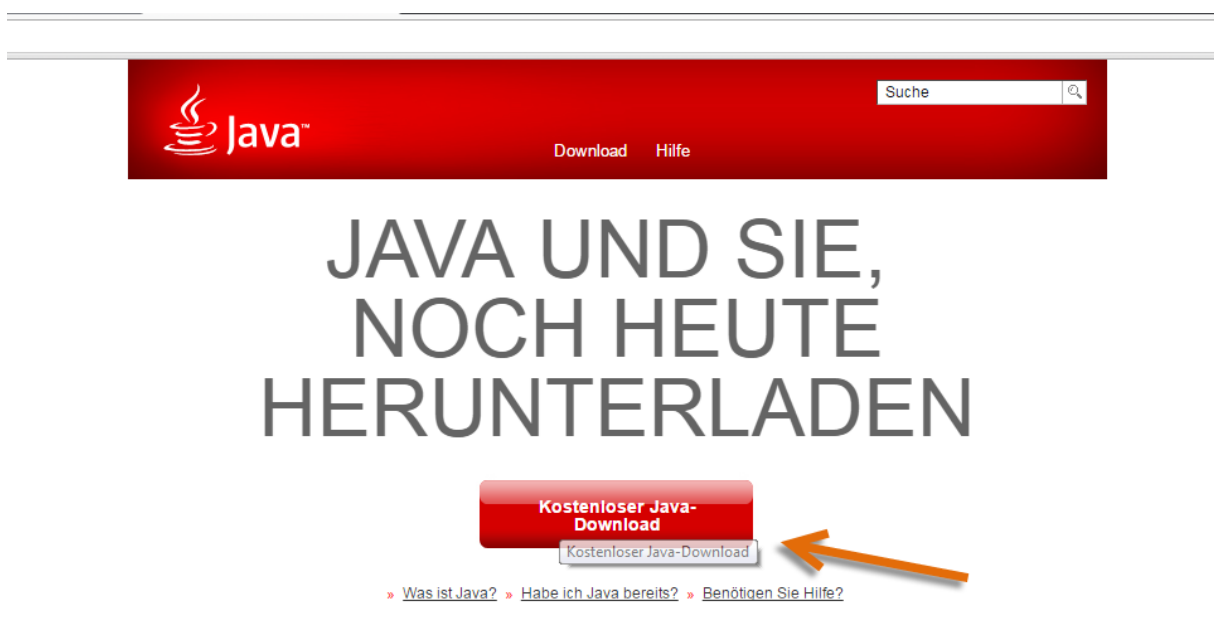 Suche
Java™
Download Hilfe
JAVA UND SIE,
NOCH HEUTE
HERUNTERLADEN
Kostenloser Java-
Download
Kostenloser Java-Download
» Was ist Java? » Habe ich Java bereits? » Benötigen Sie Hilfe?